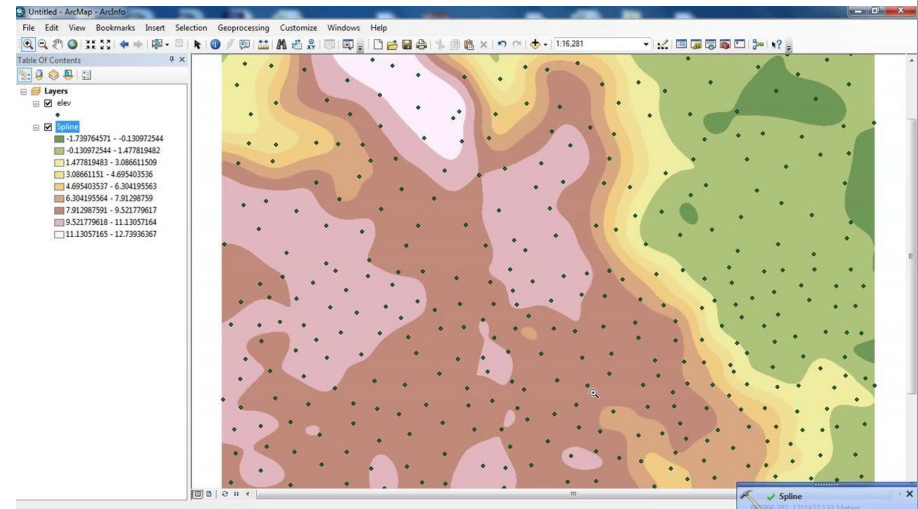 Untitled - ArcMap - ArcInfo
File Edit View Bookmarks Insert Selection Geoprocessing Customize Windows Help
1:16,281
Table Of Contents
Layers
elev
Spline
-1.739764571 - -0.130972544
-0.130972544 - 1.477819482
1.477819483 - 3.086611509
3.08661151 - 4.695403536
4.695403537 - 6.304195563
6.304195564 - 7.91298759
7.912987591 - 9.521779617
9.521779618 - 11.13057164
11.13057165 - 12.73936367
Spline